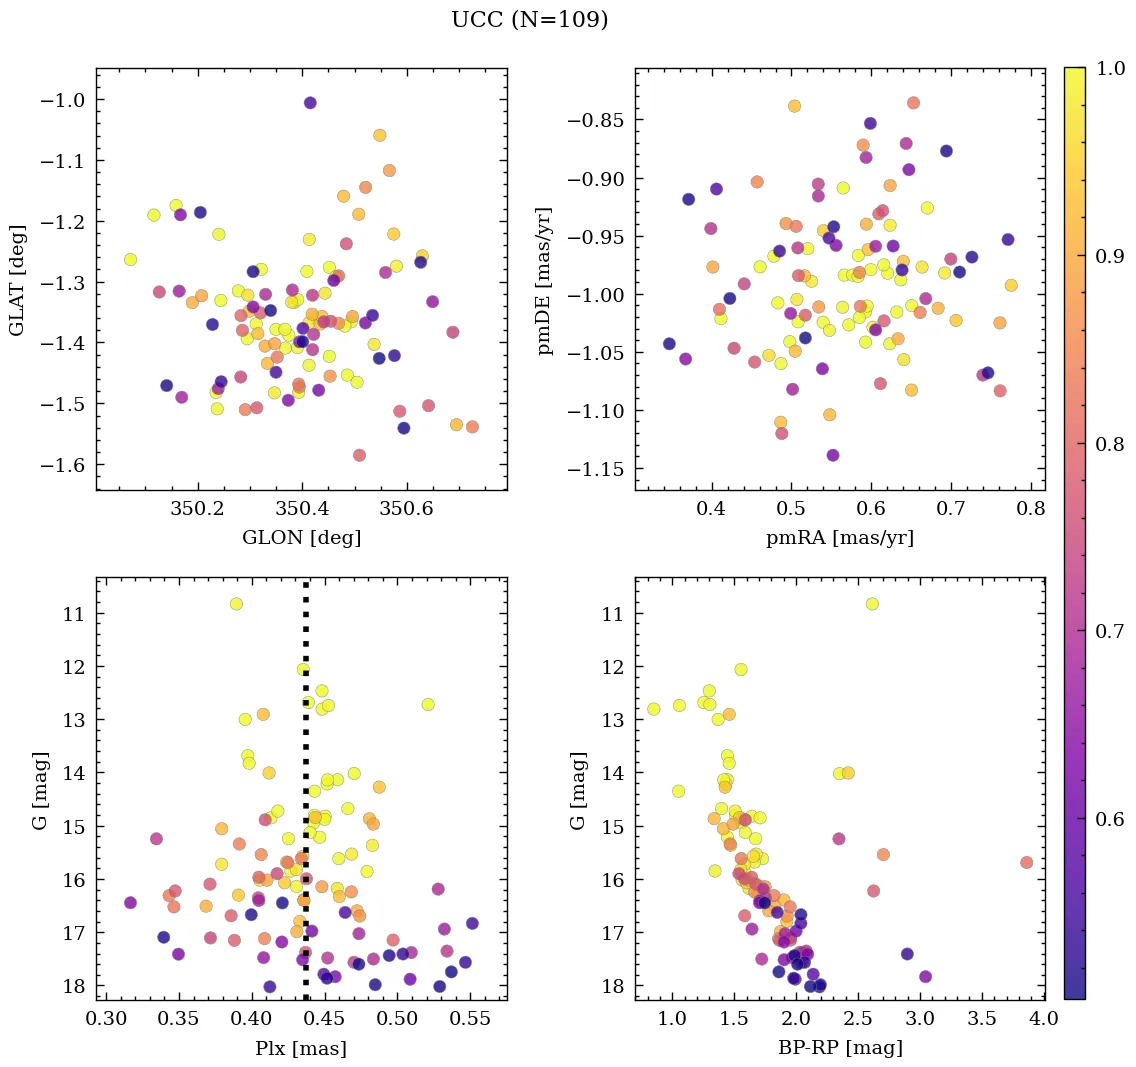 UCC (N=109)
−1.0
−1.1
−1.2
−1.3
−1.4
−1.5
−1.6
GLAT [deg]
350.2 350.4 350.6
GLON [deg]
−0.85
−0.90
−0.95
−1.00
−1.05
−1.10
−1.15
pmDE [mas/yr]
0.4 0.5 0.6 0.7 0.8
pmRA [mas/yr]
1.0
0.9
0.8
0.7
0.6
11
12
13
14
15
16
17
18
G [mag]
0.30 0.35 0.40 0.45 0.50 0.55
Plx [mas]
11
12
13
14
15
16
17
18
G [mag]
1.0 1.5 2.0 2.5 3.0 3.5 4.0
BP-RP [mag]